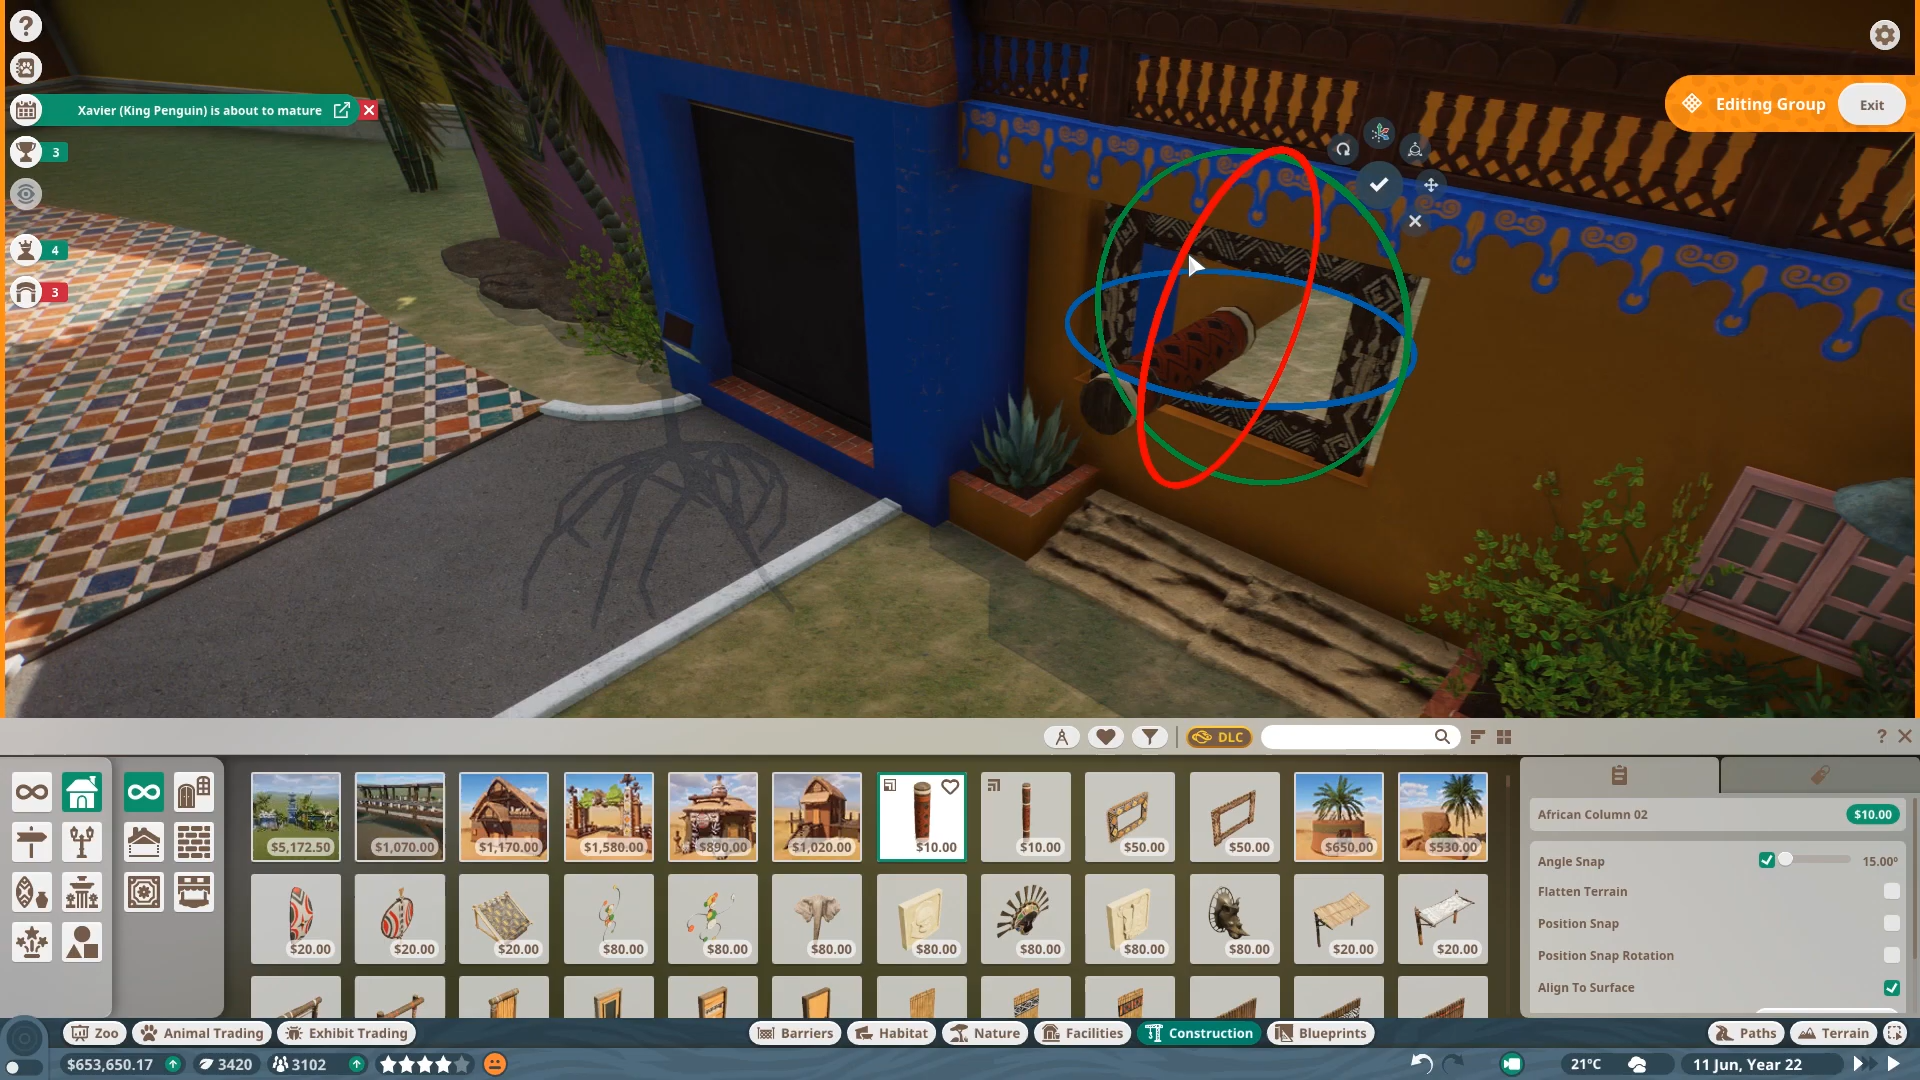 Xavier (King Penguin) is about to mature
3
4
3
Editing Group
Exit
DLC
?
$5,172.50
$1,070.00
$1,170.00
$1,580.00
$890.00
$1,020.00
$10.00
$10.00
$50.00
$50.00
$650.00
$530.00
$20.00
$20.00
$20.00
$80.00
$80.00
$80.00
$80.00
$80.00
$80.00
$80.00
$20.00
$20.00
African Column 02
$10.00
Angle Snap
15.00°
Flatten Terrain
Position Snap
Position Snap Rotation
Align To Surface
Zoo
Animal Trading
Exhibit Trading
Barriers
Habitat
Nature
Facilities
Construction
Blueprints
Paths
Terrain
$653,650.17
3420
3102
21°C
11 Jun, Year 22